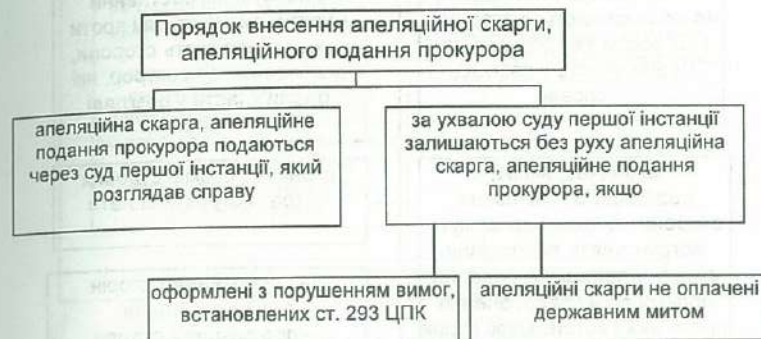 Порядок внесення апеляційної скарги,
апеляційного подання прокурора
апеляційна скарга, апеляційне
подання прокурора подаються
через суд першої інстанції, який
розглядав справу
за ухвалою суду першої інстанції
залишаються без руху апеляційна
скарга, апеляційне подання
прокурора, якщо
оформлені з порушенням вимог,
встановлених ст. 293 ЦПК
апеляційні скарги не оплачені
державним митом